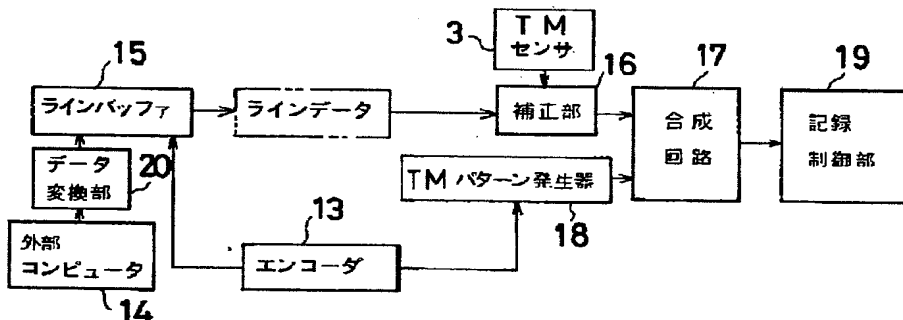 TM
センサ
3
15
16
17
19
ラインバッファ
ラインデータ
補正部
合成
回路
記録
制御部
データ
変換部
20
TM パターン発生器
18
13
外部
コンピュータ
エンコーダ
14